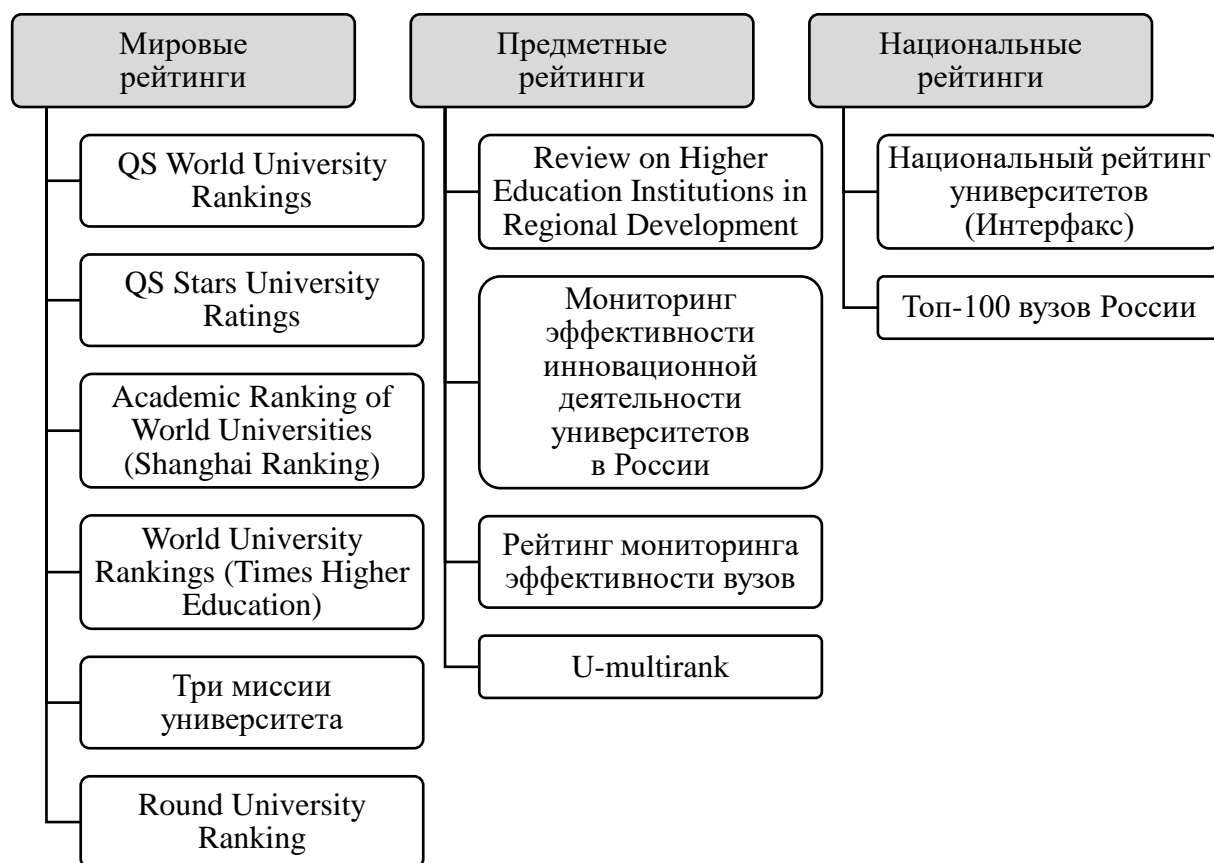 Мировые
рейтинги
QS World University
Rankings
QS Stars University
Ratings
Academic Ranking of
World Universities
(Shanghai Ranking)
World University
Rankings (Times Higher
Education)
Три миссии
университета
Round University
Ranking
Предметные
рейтинги
Review on Higher
Education Institutions in
Regional Development
Мониторинг
эффективности
инновационной
деятельности
университетов
в России
Рейтинг мониторинга
эффективности вузов
U-multirank
Национальные
рейтинги
Национальный рейтинг
университетов
(Интерфакс)
Топ-100 вузов России